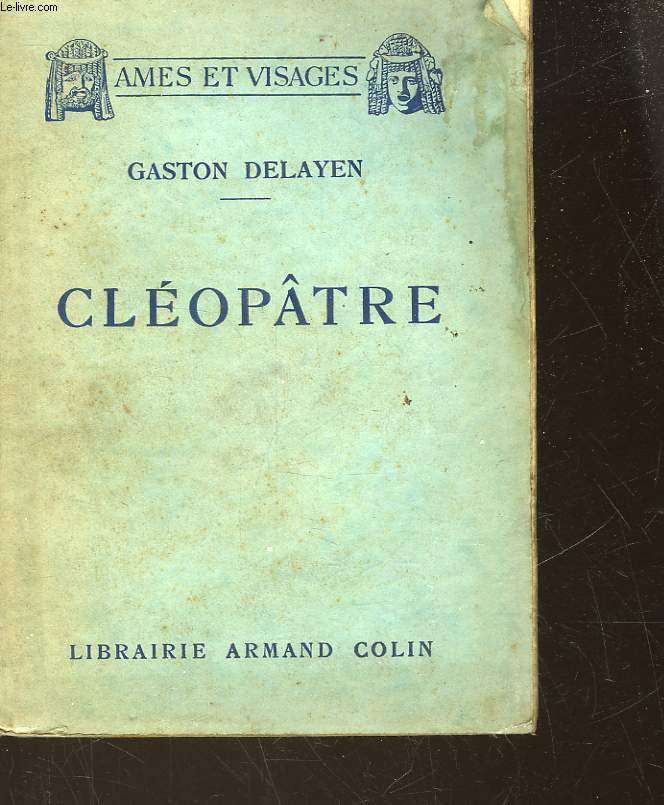 Le-livre.com
AMES ET VISAGES
GASTON DELAYEN
CLÉOPÂTRE
LIBRAIRIE ARMAND COLIN